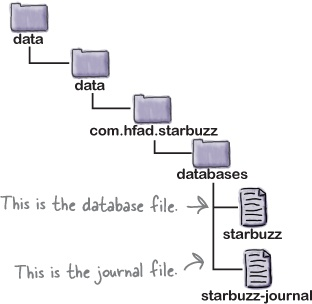 data
data
com.hfad.starbuzz
databases
This is the database file.
starbuzz
This is the journal file.
starbuzz-journal